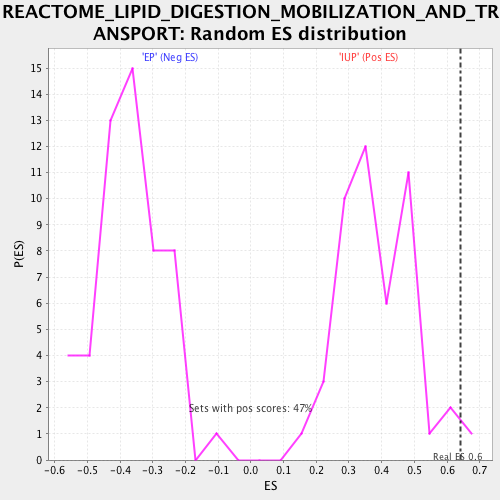 REACTOME_LIPID_DIGESTION_MOBILIZATION_AND_TR
ANSPORT: Random ES distribution
'EP' (Neg ES) 'IUP' (Pos ES)
15
14
13
12
11
10
9
8
7
6
5
4
3
2
1
0
P(ES)
Sets with pos scores: 47%
Real ES 0.6
-0.6 -0.5 -0.4 -0.3 -0.2 -0.1 0.0 0.1 0.2 0.3 0.4 0.5 0.6 0.7
ES